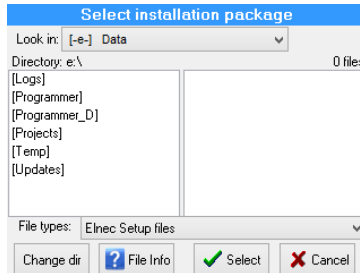 Select installation package
Look in: [-e-] Data
Directory: e:\ 0 files
[Logs]
[Programmer]
[Programmer_D]
[Projects]
[Temp]
[Updates]
File types: Elnec Setup files
Change dir ? File Info Select Cancel